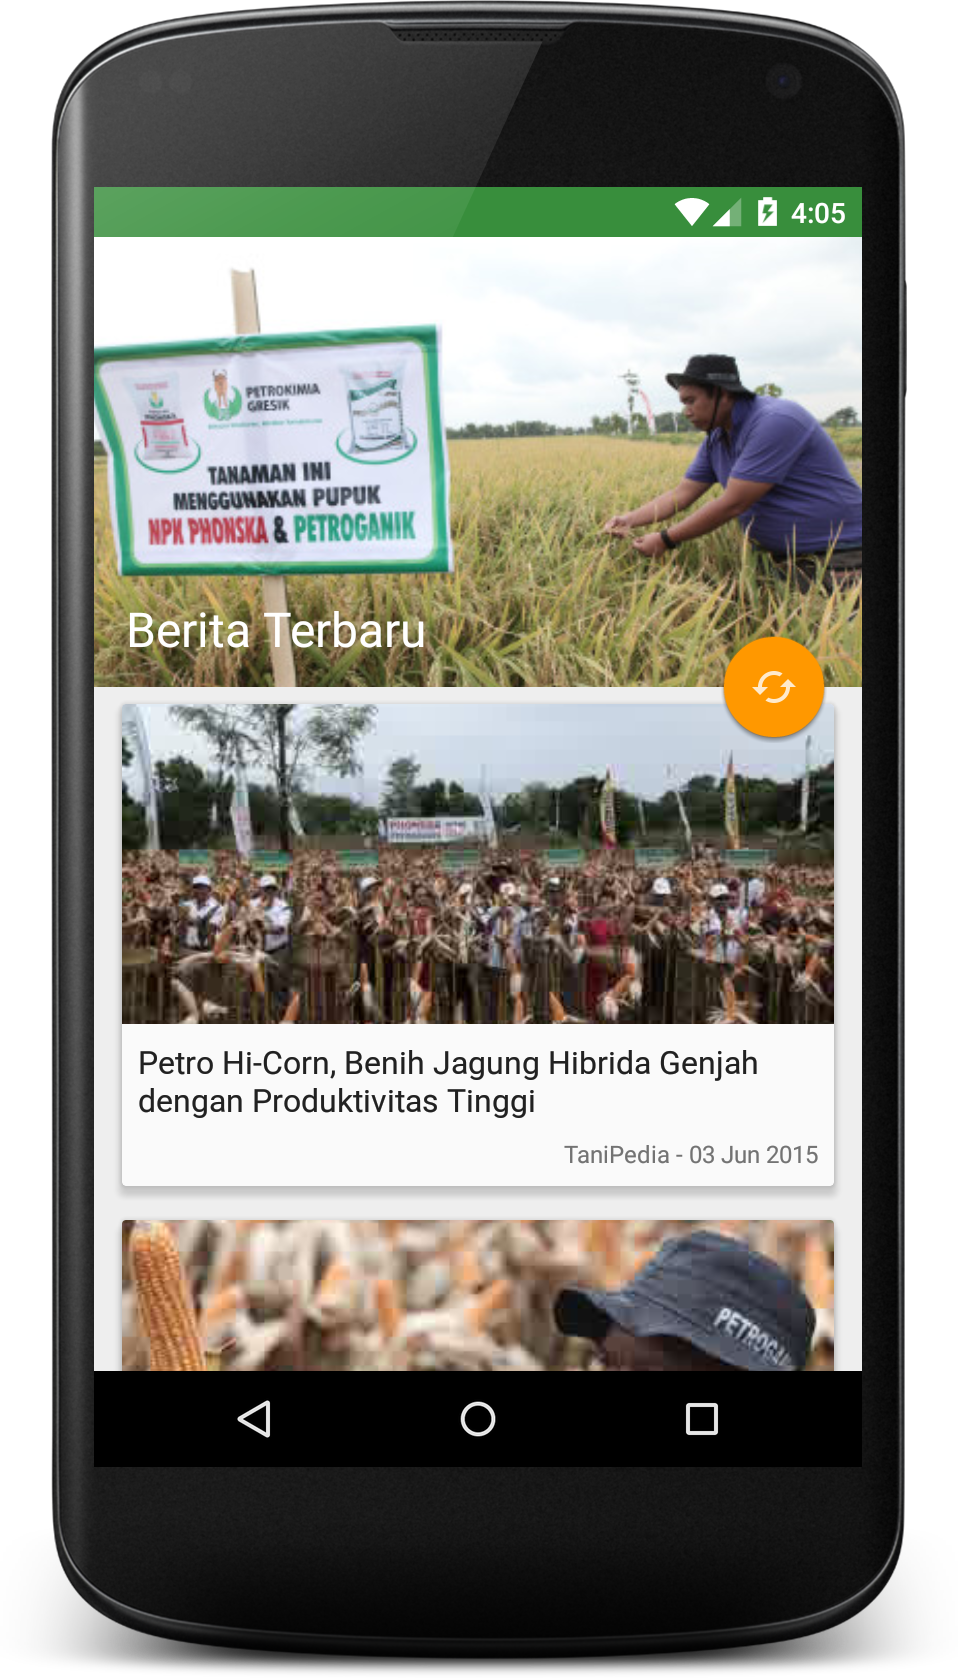 4:05
PETROKIMIA
GRESIK
TANAMAN INI
MENGGUNAKAN PUPUK
NPK PHONSKA & PETROGANIK
Berita Terbaru
PHONSKA
Petro Hi-Corn, Benih Jagung Hibrida Genjah
dengan Produktivitas Tinggi
TaniPedia - 03 Jun 2015